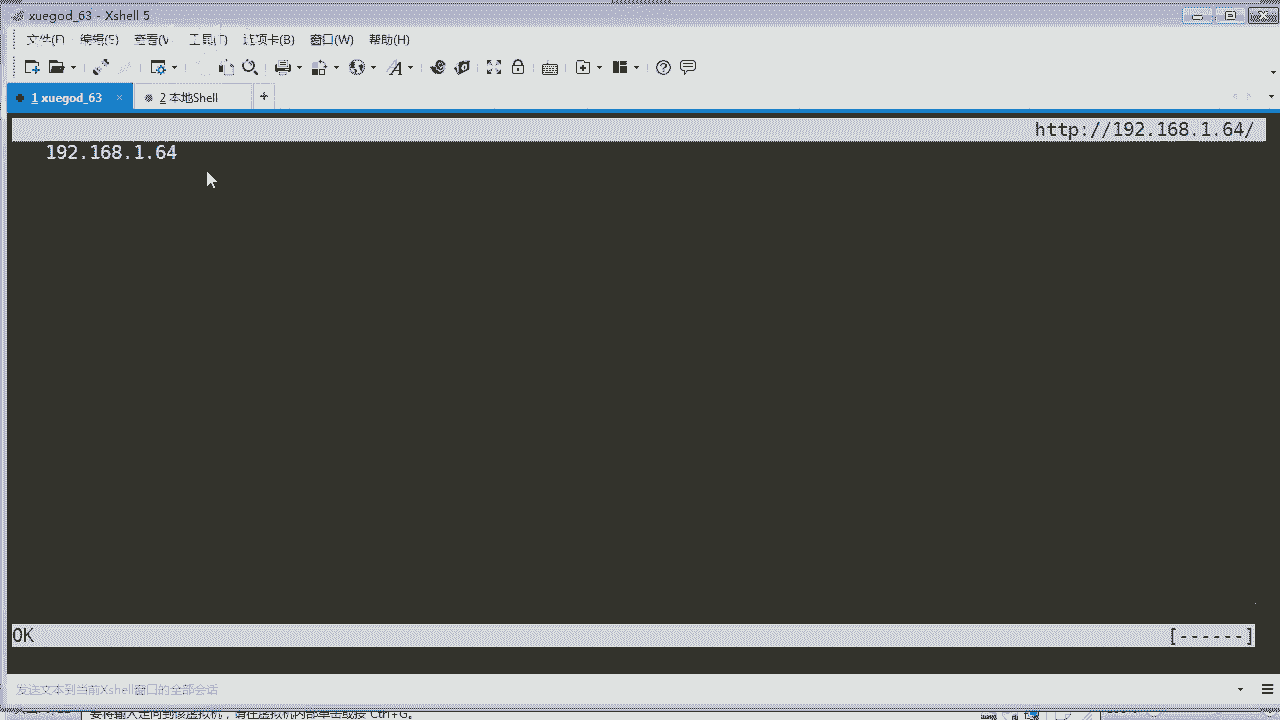 xuegod_63 - Xshell 5
文件(F) 编辑(S) 查看(V 工具(T) 选项卡(B) 窗口(W) 帮助(H)
1 xuegod_63 × 2 本地Shell +
http://192.168.1.64/
192.168.1.64
OK [------]
发送文本到当前Xshell窗口的全部会话
要将输入定向到该虚拟机，请在虚拟机内部单击或按 Ctrl+G。